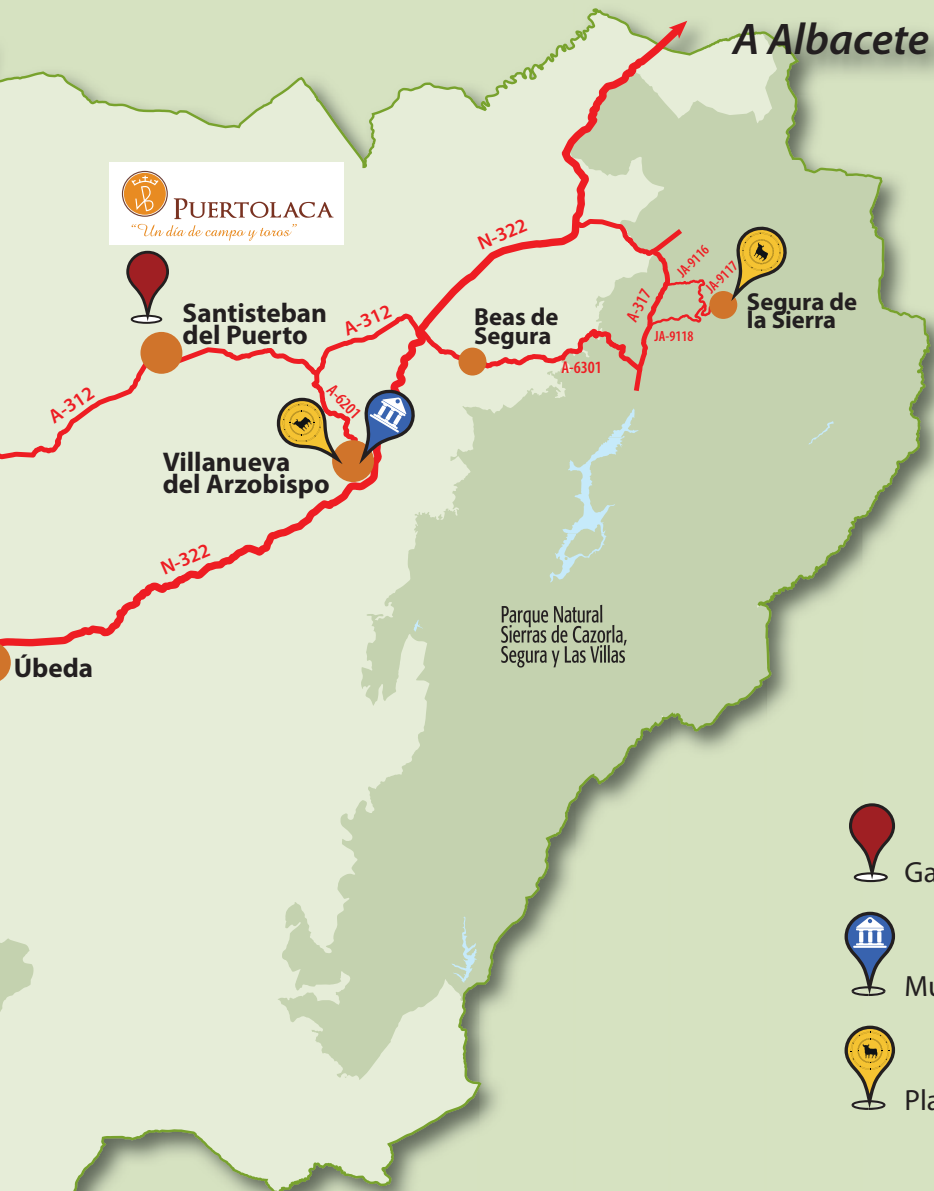 A Albacete
PUERTOLACA
“Un día de campo y toros”
N-322
JA-9116
JA-9117
Segura de
la Sierra
Santisteban
del Puerto
A-312
Beas de
Segura
A-317
JA-9118
A-6301
A-312
A-6201
Villanueva
del Arzobispo
N-322
Parque Natural
Sierras de Cazorla,
Segura y Las Villas
Úbeda
Ga
Mu
Pla